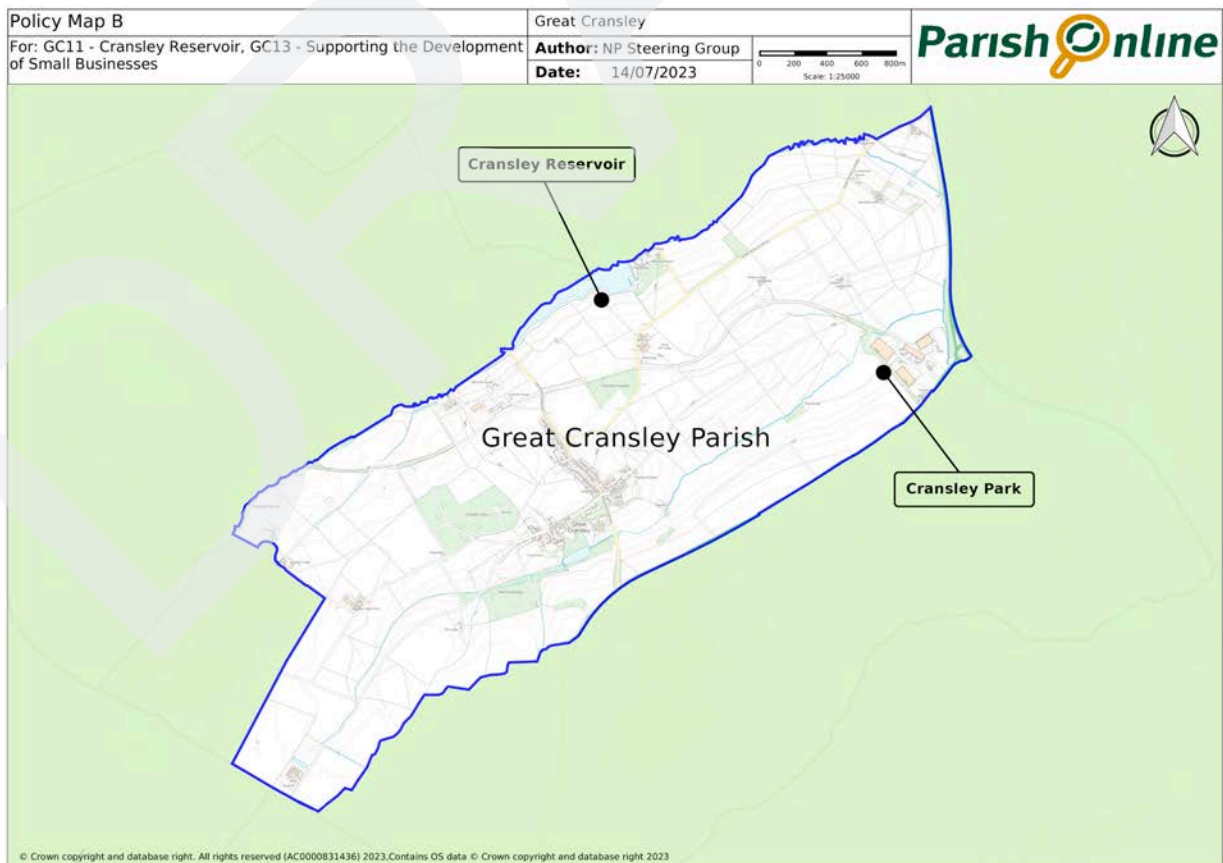 Policy Map B
For: GC11 - Cransley Reservoir, GC13 - Supporting the Development
of Small Businesses
Great Cransley
Author: NP Steering Group
Date: 14/07/2023
0 200 400 600 800m
Scale: 1:25000
Parish Online
Cransley Reservoir
Great Cransley Parish
Cransley Park
Great
Cransley
© Crown copyright and database right. All rights reserved (AC0000831436) 2023.Contains OS data © Crown copyright and database right 2023